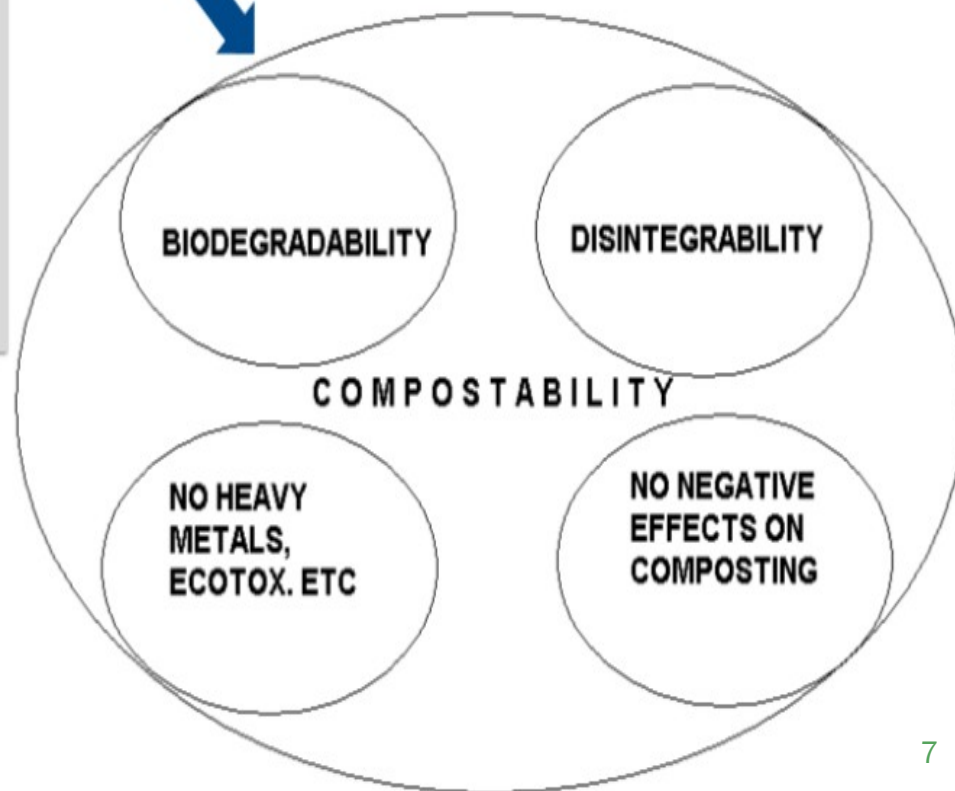 BIODEGRADABILITY
DISINTEGRABILITY
COMPOSTABILITY
NO HEAVY
METALS,
ECOTOX. ETC
NO NEGATIVE
EFFECTS ON
COMPOSTING
7